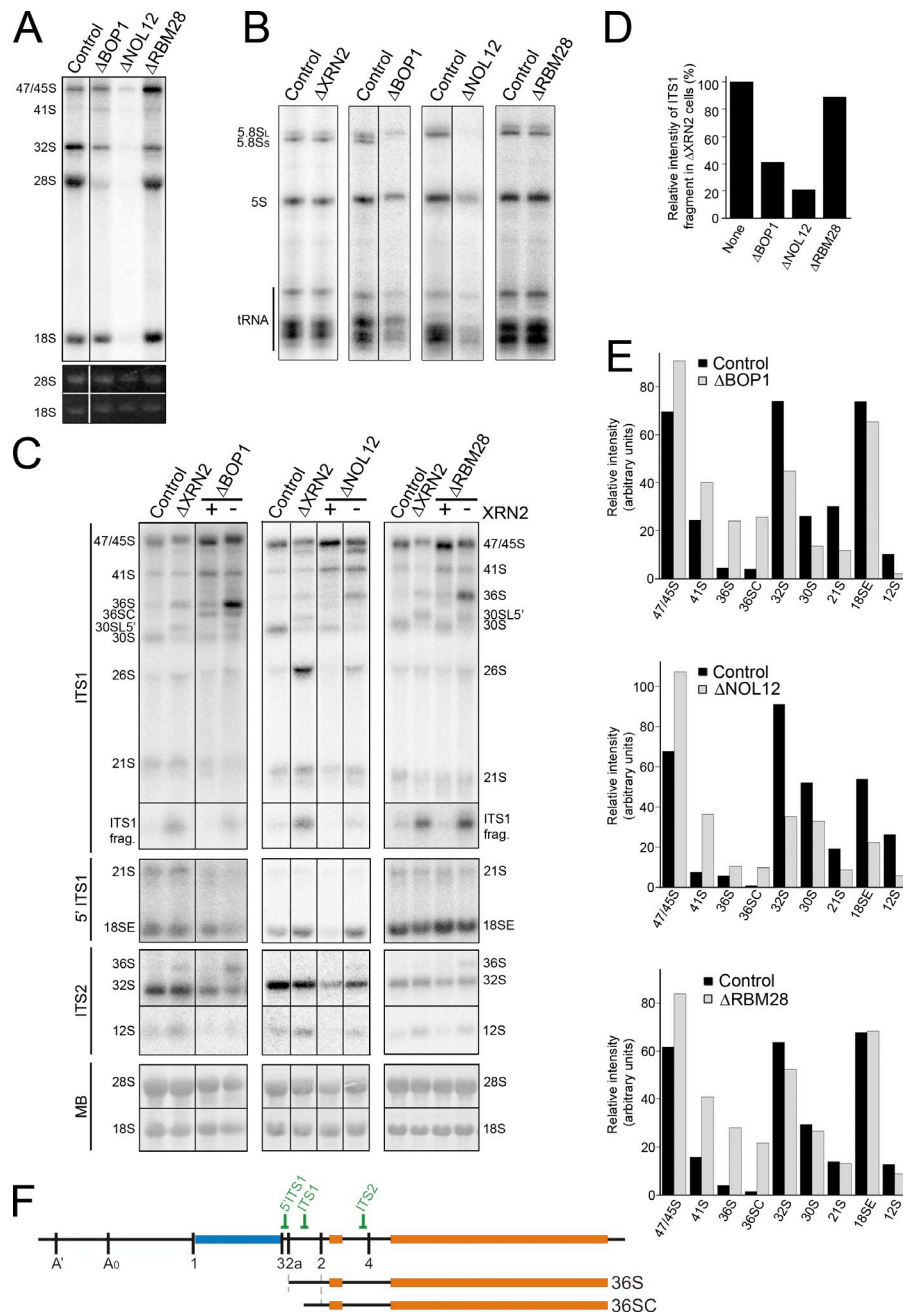 A
Control
ΔBOP1
ΔNOL12
ΔRBM28
47/45S
41S
32S
28S
18S
28S
18S
B
Control
ΔXRN2
Control
ΔBOP1
Control
ΔNOL12
Control
ΔRBM28
5.8SL
5.8Ss
5S
tRNA
D
Relative intenstiy of ITS1
fragment in ΔXRN2 cells (%)
100
80
60
40
20
0
None
ΔBOP1
ΔNOL12
ΔRBM28
C
Control
ΔXRN2
ΔBOP1
+ -
Control
ΔXRN2
ΔNOL12
+ -
Control
ΔXRN2
ΔRBM28
+ -
XRN2
ITS1
47/45S
41S
36S
36SC
30SL5'
30S
26S
21S
ITS1
frag.
47/45S
41S
36S
30SL5'
30S
26S
21S
ITS1
frag.
5' ITS1
21S
18SE
21S
18SE
ITS2
36S
32S
12S
36S
32S
12S
MB
28S
18S
28S
18S
E
Control
ΔBOP1
Relative intensity
(arbitrary units)
80
60
40
20
0
47/45S
41S
36S
36SC
32S
30S
21S
18SE
12S
Control
ΔNOL12
Relative intensity
(arbitrary units)
100
80
60
40
20
0
47/45S
41S
36S
36SC
32S
30S
21S
18SE
12S
Control
ΔRBM28
Relative intensity
(arbitrary units)
80
60
40
20
0
47/45S
41S
36S
36SC
32S
30S
21S
18SE
12S
F
5'ITS1
ITS1
ITS2
A'
A0
1
3
2a
2
4
36S
36SC